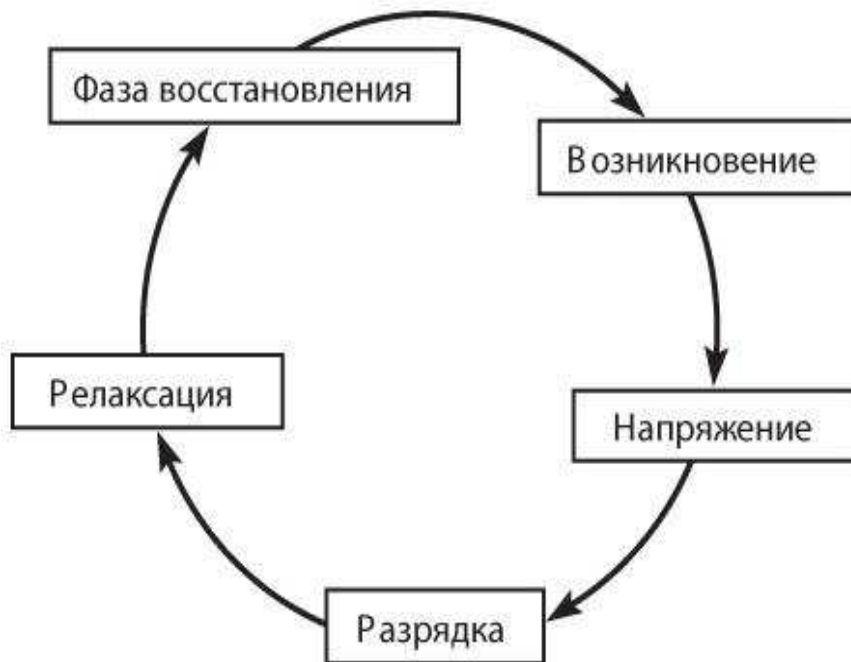 Фаза восстановления
Возникновение
Напряжение
Разрядка
Релаксация